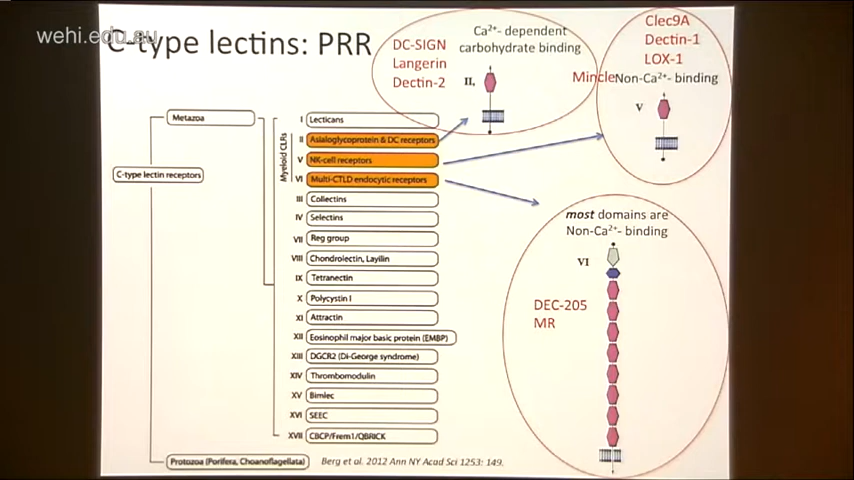 wehi.edu.au
C-type lectins: PRR
DC-SIGN
Langerin
Dectin-2
Ca2+- dependent
carbohydrate binding
II,
Clec9A
Dectin-1
LOX-1
Mincle
Non-Ca2+- binding
V
Metazoa
C-type lectin receptors
Myeloid CLRs
I Lecticans
II Asialoglycoprotein & DC receptors
V NK-cell receptors
VI Multi-CTLD endocytic receptors
III Collectins
IV Selectins
VII Reg group
VIII Chondrolectin, Layilin
IX Tetranectin
X Polycystin I
XI Attractin
XII Eosinophil major basic protein (EMBP)
XIII DGCR2 (Di-George syndrome)
XIV Thrombomodulin
XV Bimlec
XVI SEEC
XVII CBCP/Frem1/QBRICK
Protozoa (Porifera, Choanoflagellata)
Berg et al. 2012 Ann NY Acad Sci 1253: 149.
most domains are
Non-Ca2+- binding
VI
DEC-205
MR